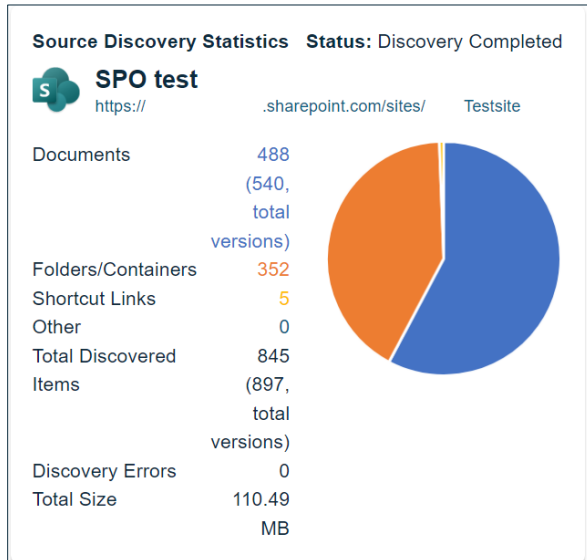 Source Discovery Statistics Status: Discovery Completed
S SPO test
https:// .sharepoint.com/sites/ Testsite
Documents 488
(540,
total
versions)
Folders/Containers 352
Shortcut Links 5
Other 0
Total Discovered 845
Items (897,
total
versions)
Discovery Errors 0
Total Size 110.49
MB